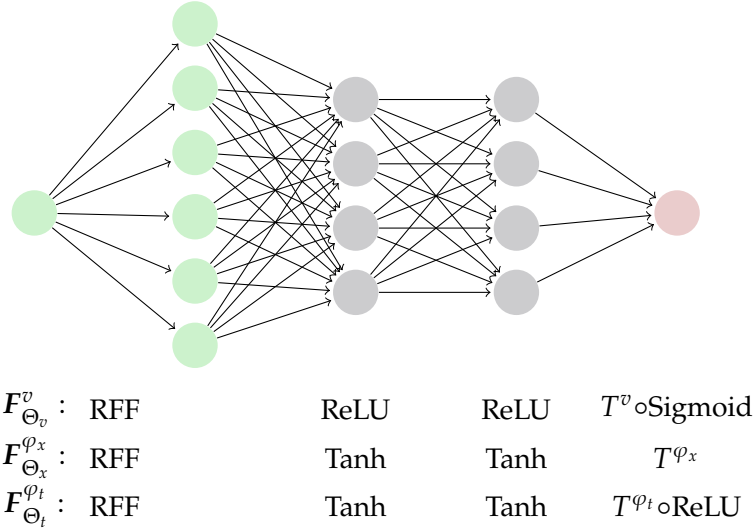 F^v_{Θ_v} : RFF ReLU ReLU T^v∘Sigmoid
F^{φ_x}_{Θ_x} : RFF Tanh Tanh T^{φ_x}
F^{φ_t}_{Θ_t} : RFF Tanh Tanh T^{φ_t}∘ReLU